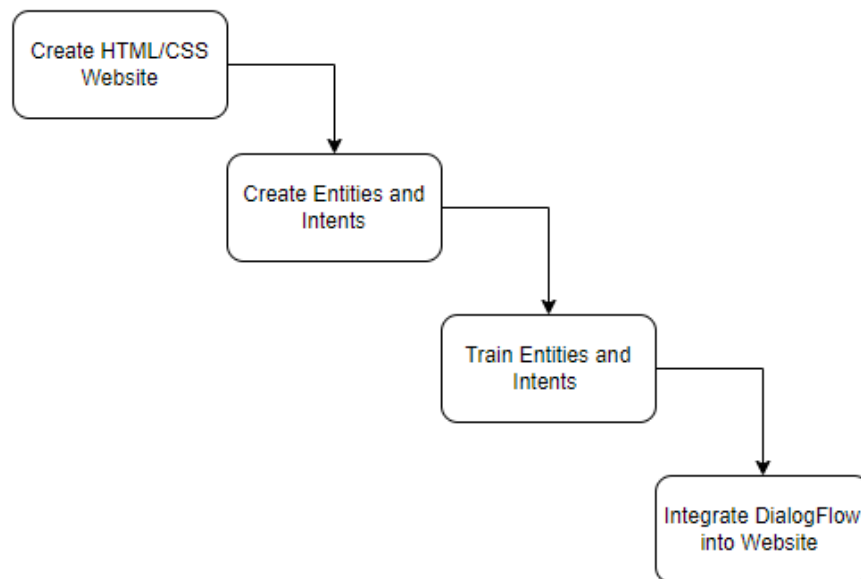 Create HTML/CSS
Website
Create Entities and
Intents
Train Entities and
Intents
Integrate DialogFlow
into Website